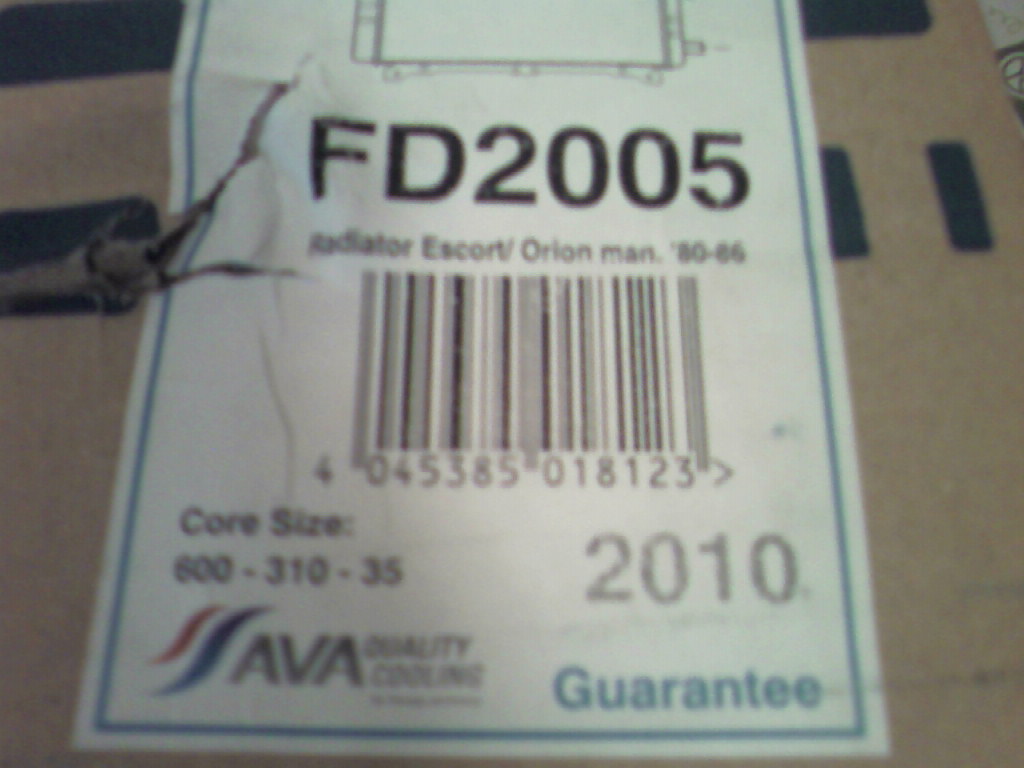 FD2005
Radiator Escort/ Orion man. '80-86
4 045385 018123 >
Core Size:
600 - 310 - 35
2010
AVA QUALITY
COOLING
Guarantee